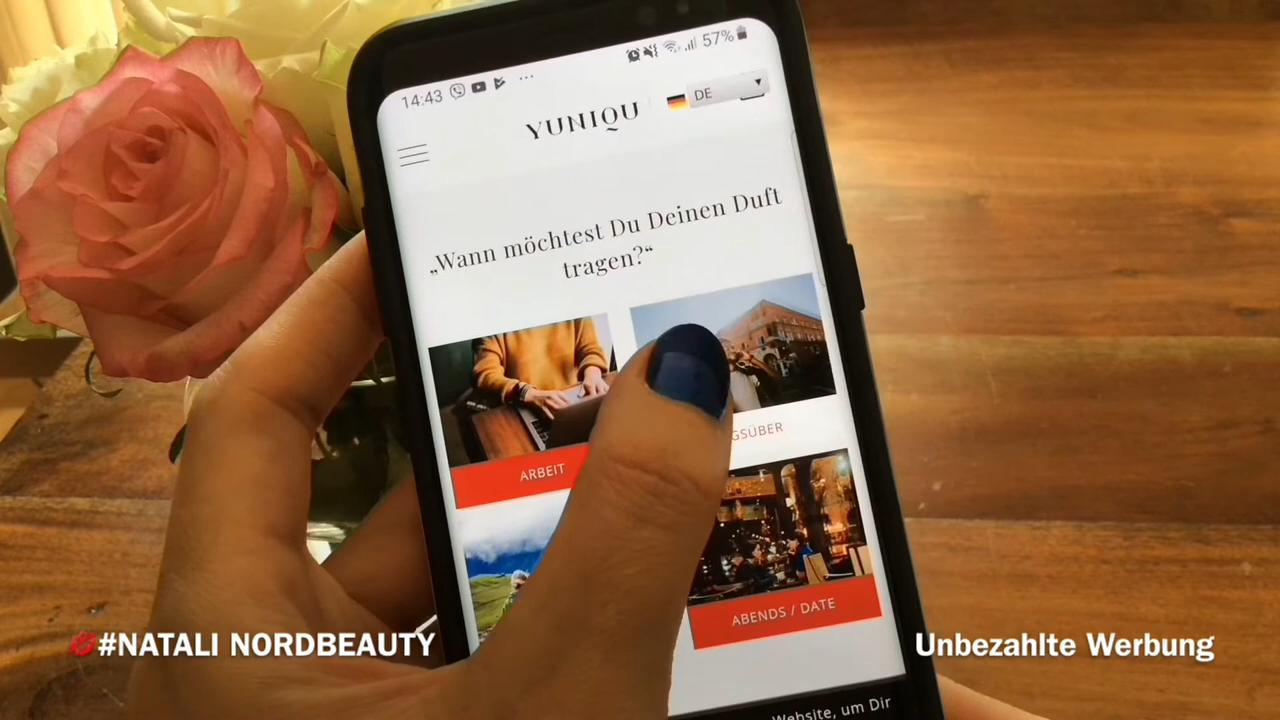 14:43
57%
YUNIQU
DE
„Wann möchtest Du Deinen Duft
tragen?“
ARBEIT
GSÜBER
ABENDS / DATE
Website, um Dir
#NATALI NORDBEAUTY
Unbezahlte Werbung